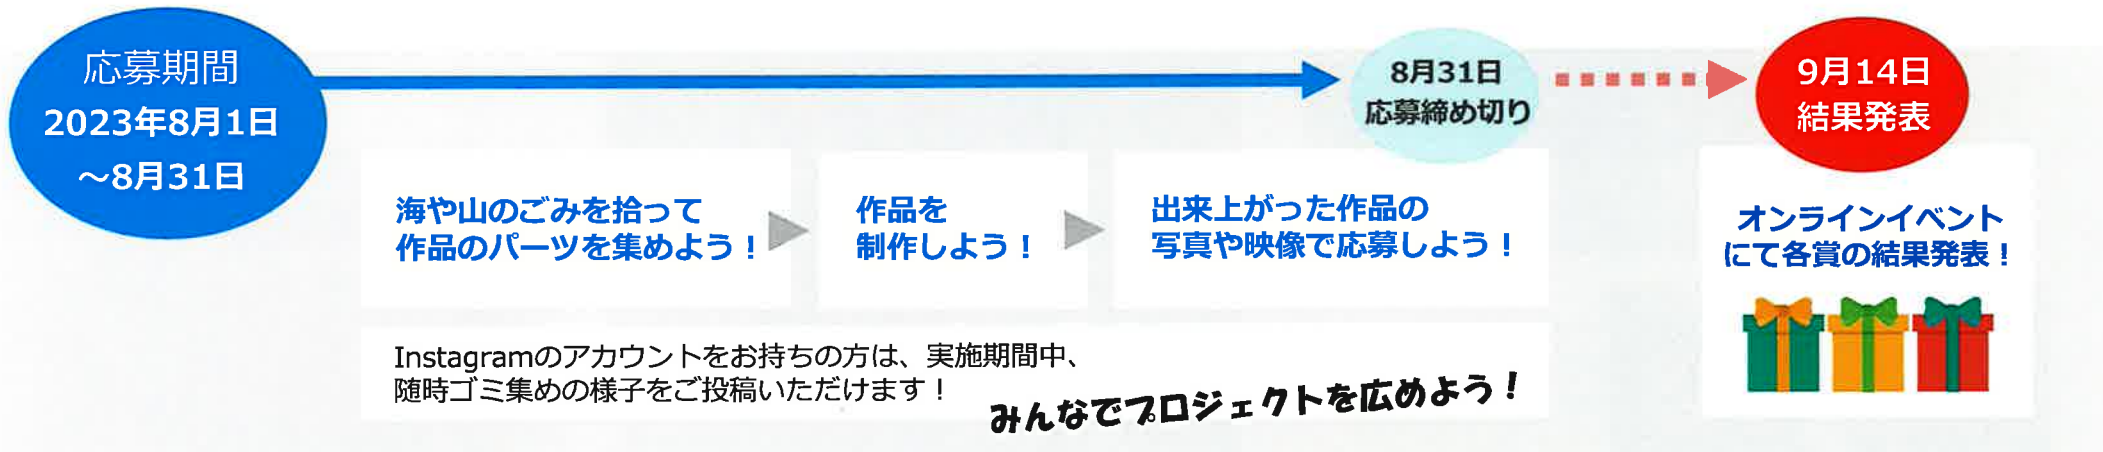 応募期間
2023年8月1日
～8月31日
8月31日
応募締め切り
9月14日
結果発表
海や山のごみを拾って
作品のパーツを集めよう！
作品を
制作しよう！
出来上がった作品の
写真や映像で応募しよう！
オンラインイベント
にて各賞の結果発表！
Instagramのアカウントをお持ちの方は、実施期間中、
随時ゴミ集めの様子をご投稿いただけます！
みんなでプロジェクトを広めよう！